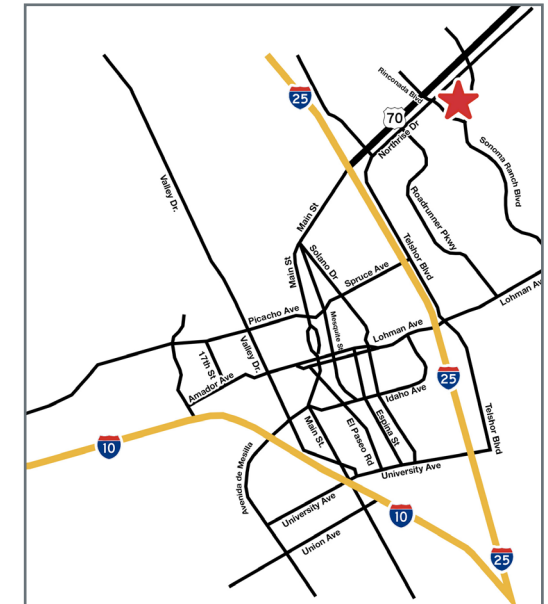 Rinconada Blvd
25
70
Northrise Dr
Sonoma Ranch Blvd
Valley Dr.
Roadrunner Pkwy
Main St
Telshor Blvd
Solano Dr
Main St
Spruce Ave
Lohman Av
Picacho Ave
Mesquite St
Lohman Ave
Valley Dr.
17th St
25
Amador Ave
Idaho Ave
Main St.
El Paseo Rd
Espina St
Telshor Blvd
10
Avenida de Mesilla
University Ave
University Ave
10
Union Ave
25